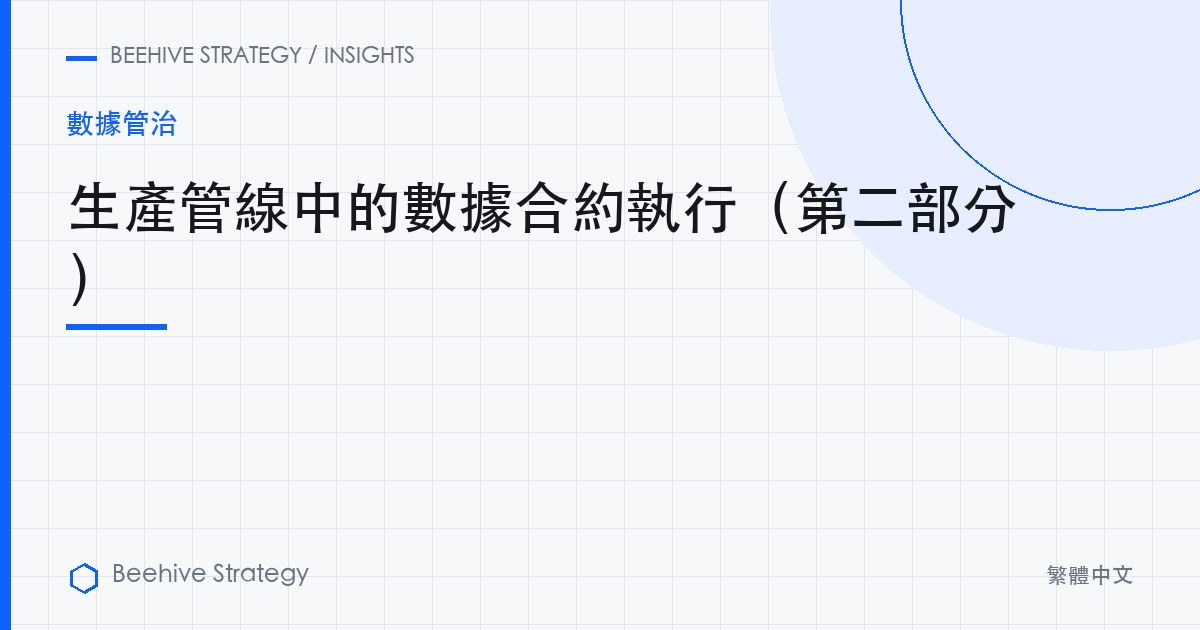 BEEHIVE STRATEGY / INSIGHTS
數據管治
生產管線中的數據合約執行（第二部分
）
Beehive Strategy
繁體中文